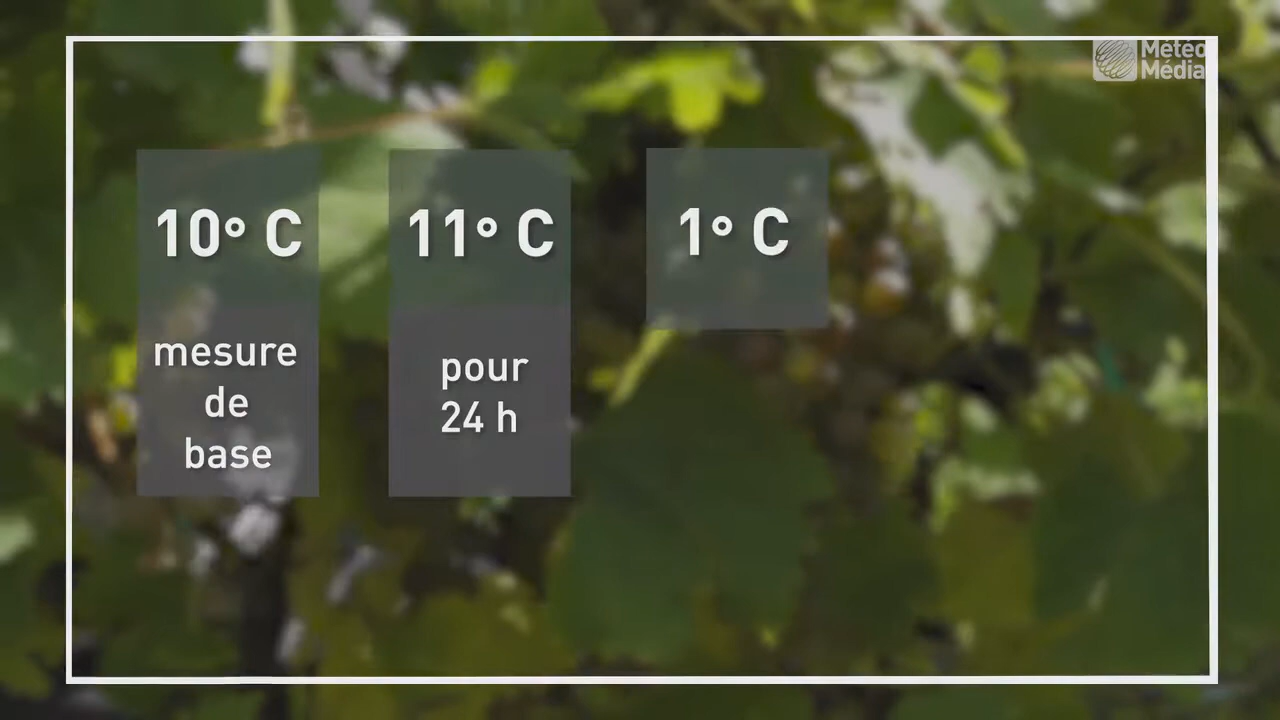 Météo
Média
10° C
mesure
de
base
11° C
pour
24 h
1° C